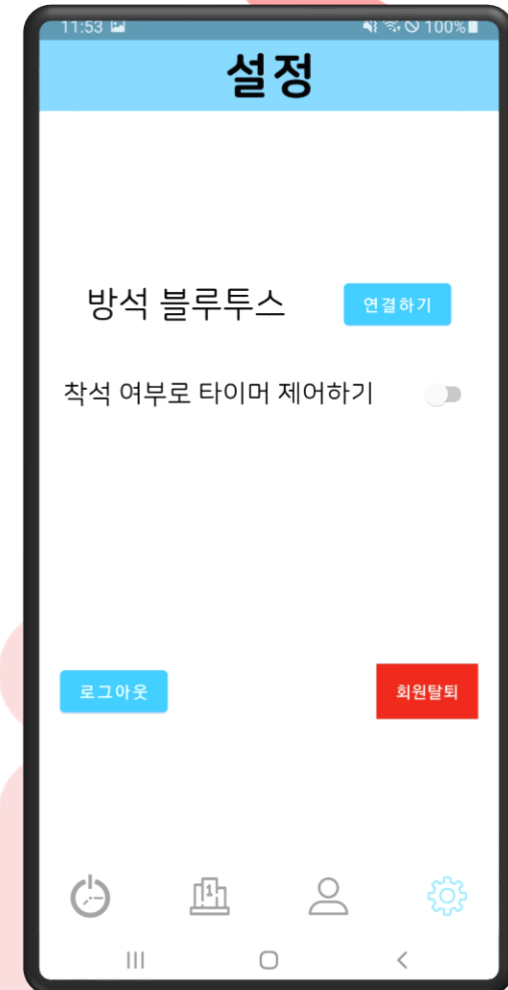 11:53 100%
설정
방석 블루투스 연결하기
착석 여부로 타이머 제어하기
로그아웃 회원탈퇴
1